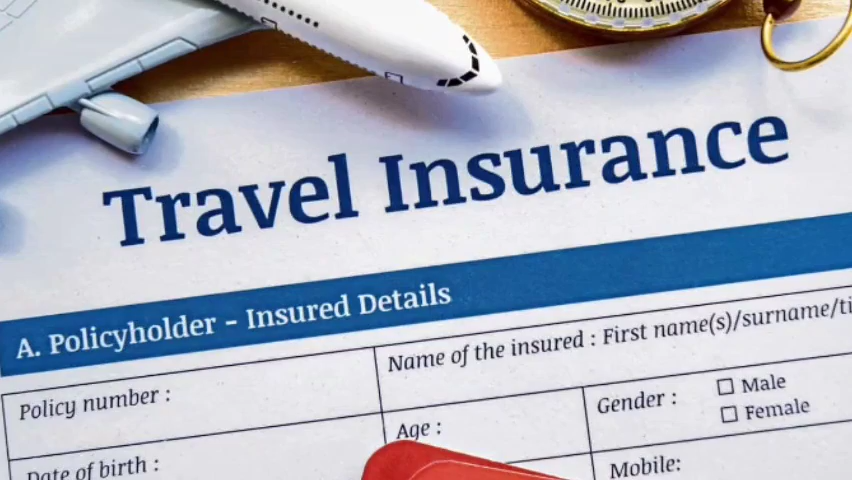 Travel Insurance
A. Policyholder - Insured Details
Policy number :
Name of the insured : First name(s)/surname/ti
Age :
Gender :
☐ Male
☐ Female
Date of birth :
Mobile: